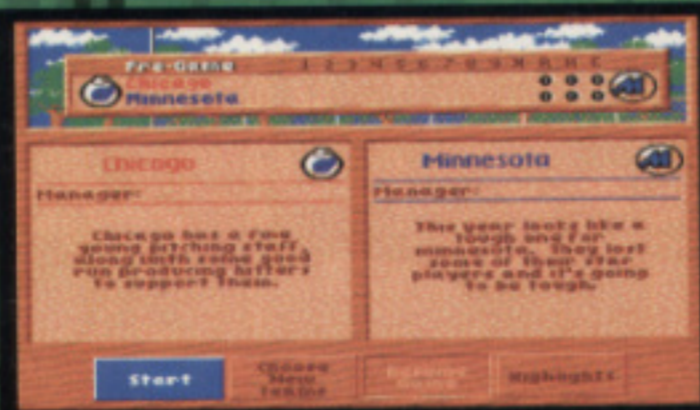 Pre-Game 1 2 3 4 5 6 7 8 9 R H E
Chicago 0 0 0
Minnesota 0 0 0
Chicago
Minnesota
Manager:
Manager:
Chicago has a fine
young pitching staff,
along with some good
run producing hitters
to support them.
This year looks like a
tough one for
minnesota. They lost
some of their star
players and it's going
to be tough.
Start
Choose
New
Teams
Game
Highlights